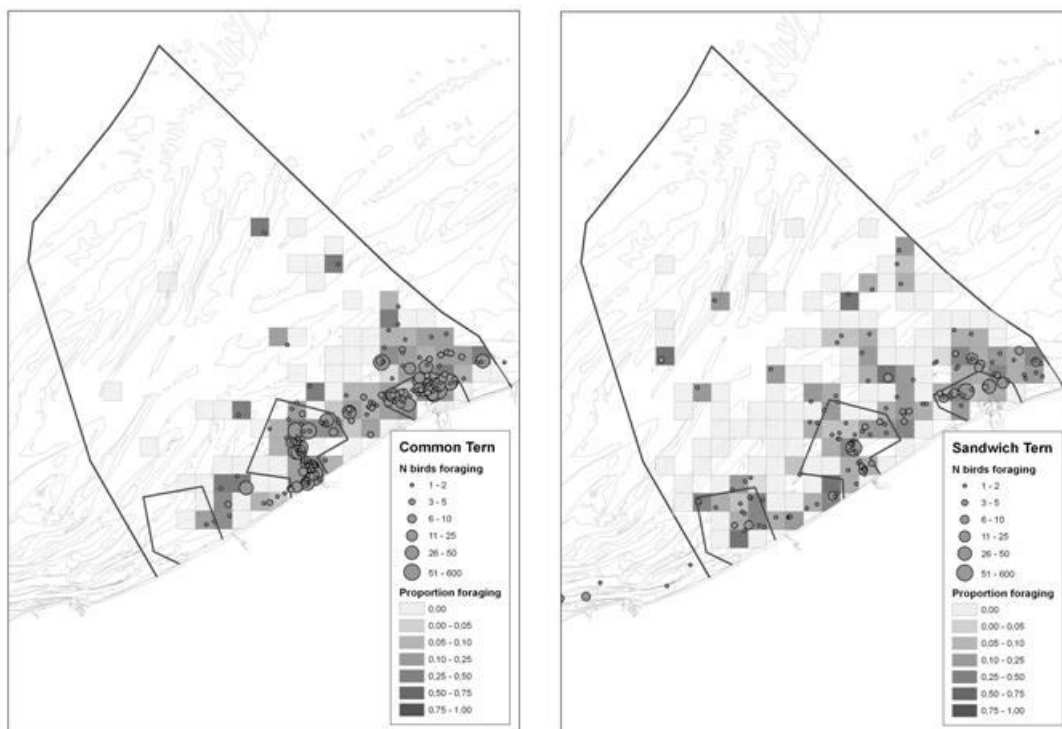 Common Tern
N birds foraging
1 - 2
3 - 5
6 - 10
11 - 25
26 - 50
51 - 600
Proportion foraging
0,00
0,00 - 0,05
0,05 - 0,10
0,10 - 0,25
0,25 - 0,50
0,50 - 0,75
0,75 - 1,00
Sandwich Tern
N birds foraging
1 - 2
3 - 5
6 - 10
11 - 25
26 - 50
51 - 600
Proportion foraging
0,00
0,00 - 0,05
0,05 - 0,10
0,10 - 0,25
0,25 - 0,50
0,50 - 0,75
0,75 - 1,00